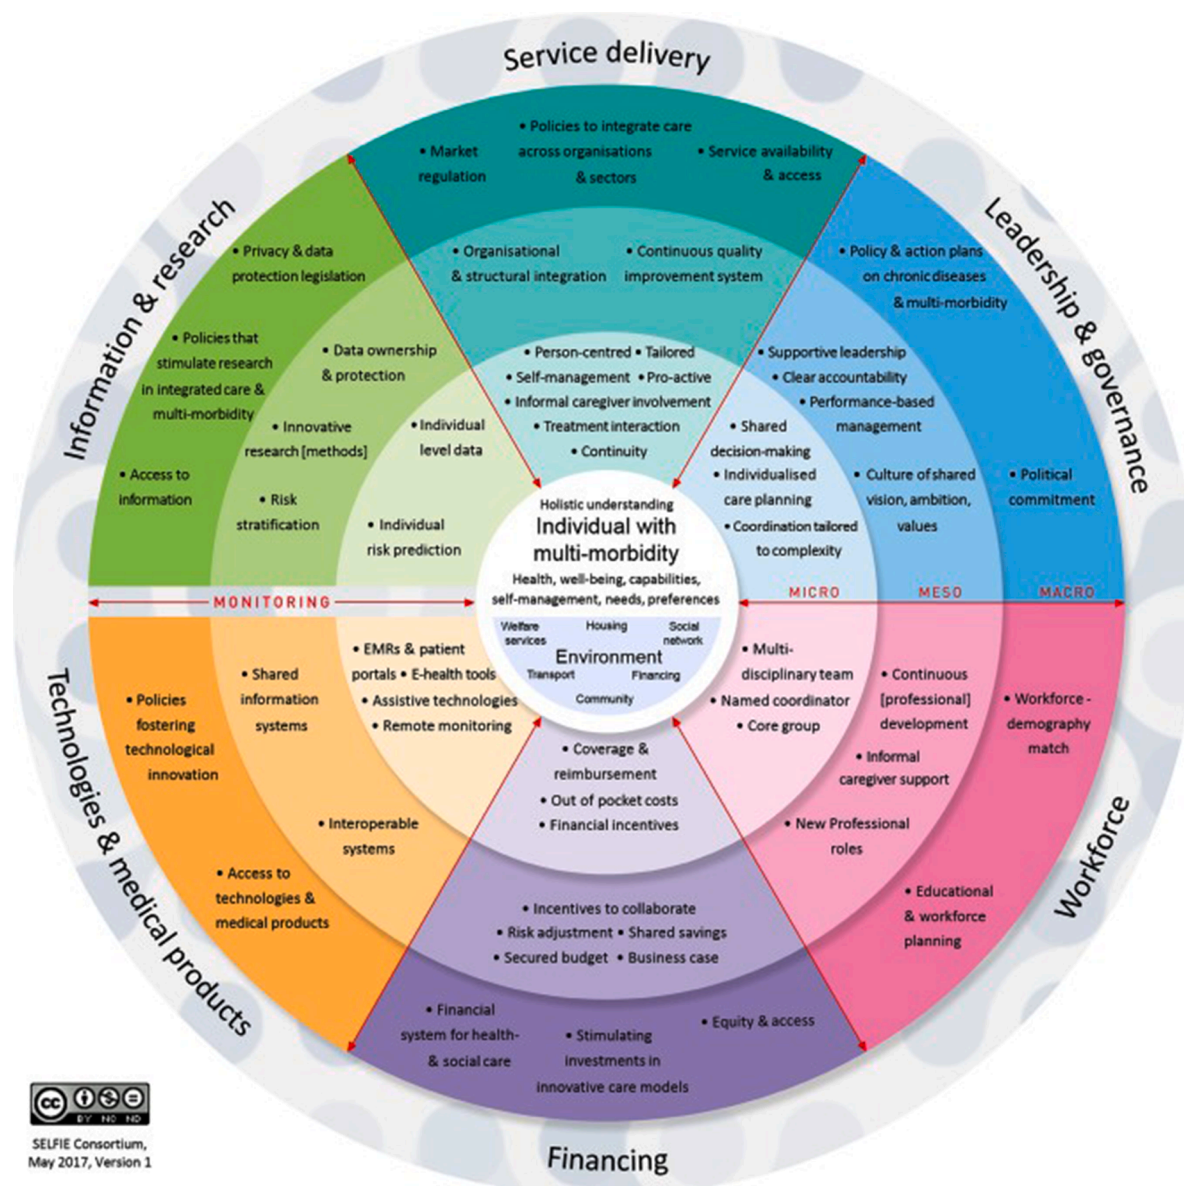 Service delivery
• Policies to integrate care
across organisations
& sectors
• Market
regulation
• Service availability
& access
• Organisational
& structural integration
• Continuous quality
improvement system
• Person-centred • Tailored
• Self-management • Pro-active
• Informal caregiver involvement
• Treatment interaction
• Continuity
Leadership & governance
• Policy & action plans
on chronic diseases
& multi-morbidity
• Political
commitment
• Supportive leadership
• Clear accountability
• Performance-based
management
• Culture of shared
vision, ambition,
values
• Shared
decision-making
• Individualised
care planning
• Coordination tailored
to complexity
Information & research
• Privacy & data
protection legislation
• Policies that
stimulate research
in integrated care &
multi-morbidity
• Access to
information
• Data ownership
& protection
• Innovative
research [methods]
• Risk
stratification
• Individual
level data
• Individual
risk prediction
Holistic understanding
Individual with
multi-morbidity
Health, well-being, capabilities,
self-management, needs, preferences
Welfare
services
Housing
Social
network
Environment
Transport
Financing
Community
MONITORING
MICRO
MESO
MACRO
Technologies & medical products
• Policies
fostering
technological
innovation
• Access to
technologies &
medical products
• Shared
information
systems
• Interoperable
systems
• EMRs & patient
portals • E-health tools
• Assistive technologies
• Remote monitoring
Workforce
• Multi-
disciplinary team
• Named coordinator
• Core group
• Continuous
[professional]
development
• Informal
caregiver support
• New Professional
roles
• Workforce -
demography
match
• Educational
& workforce
planning
• Coverage &
reimbursement
• Out of pocket costs
• Financial incentives
• Incentives to collaborate
• Risk adjustment • Shared savings
• Secured budget • Business case
• Financial
system for health-
& social care
• Stimulating
investments in
innovative care models
• Equity & access
Financing
cc
BY NC ND
SELFIE Consortium,
May 2017, Version 1